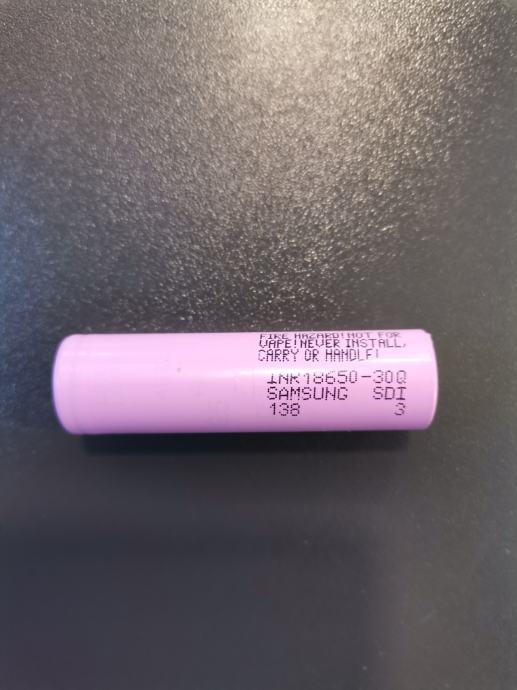 FIRE HAZARD!NOT FOR
VAPE!NEVER INSTALL,
CARRY OR HANDLE!
INR18650-30Q
SAMSUNG SDI
138 3